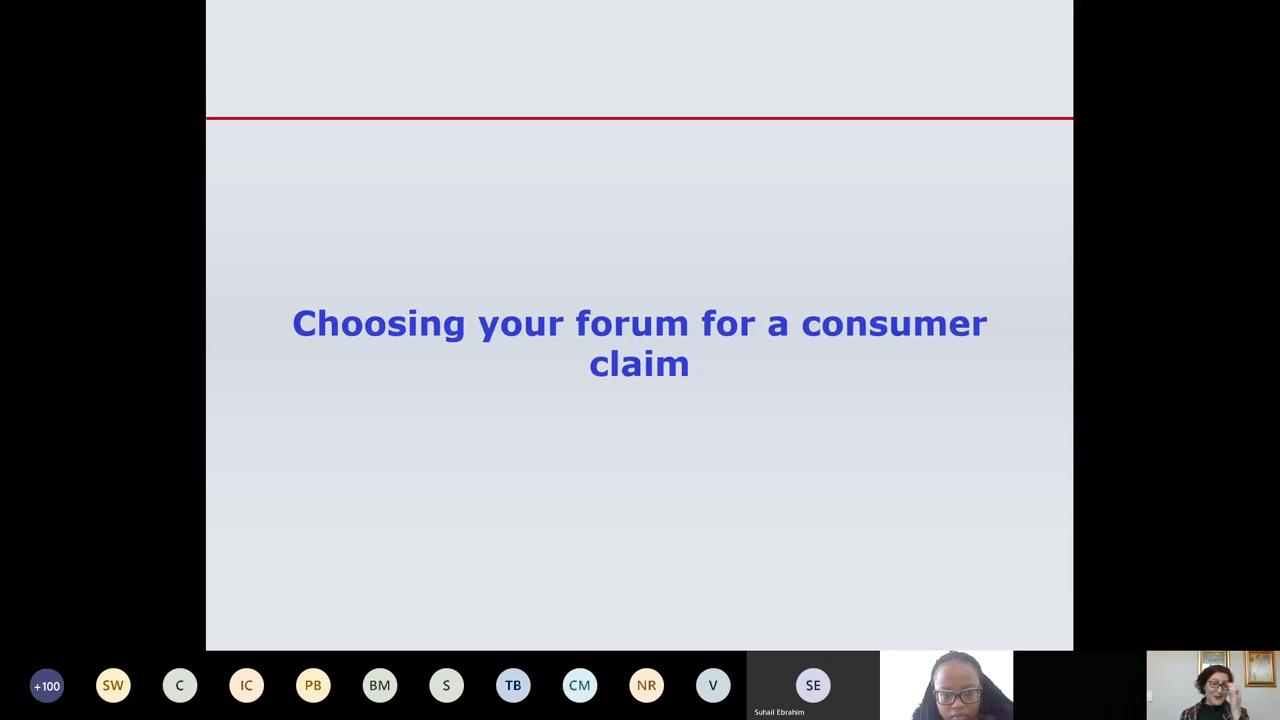 Choosing your forum for a consumer
claim
+100
SW
C
IC
PB
BM
S
TB
CM
NR
V
SE
Suhail Ebrahim